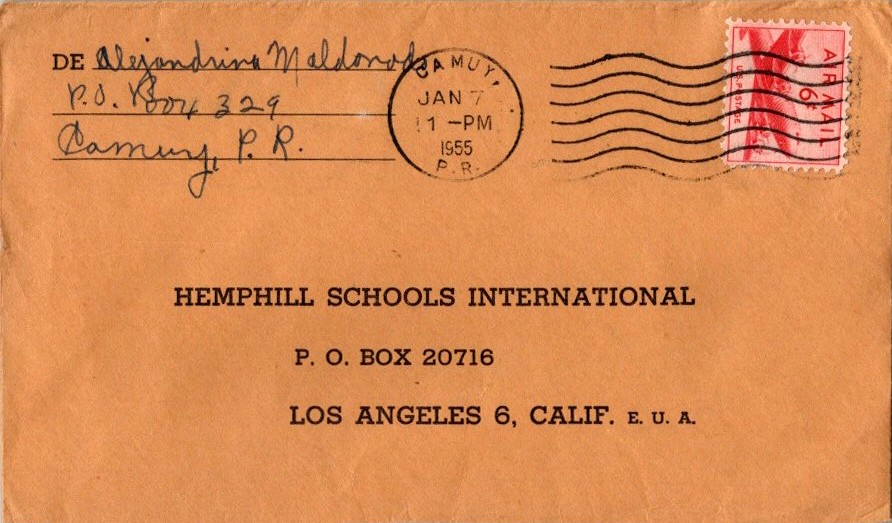 DE Alejandrina Maldonado
P.O. Box 329
Camuy, P. R.
CAMUY,
JAN 7
1 -PM
1955
P. R.
AIR MAIL
6¢
U.S. POSTAGE
HEMPHILL SCHOOLS INTERNATIONAL
P. O. BOX 20716
LOS ANGELES 6, CALIF. E. U. A.